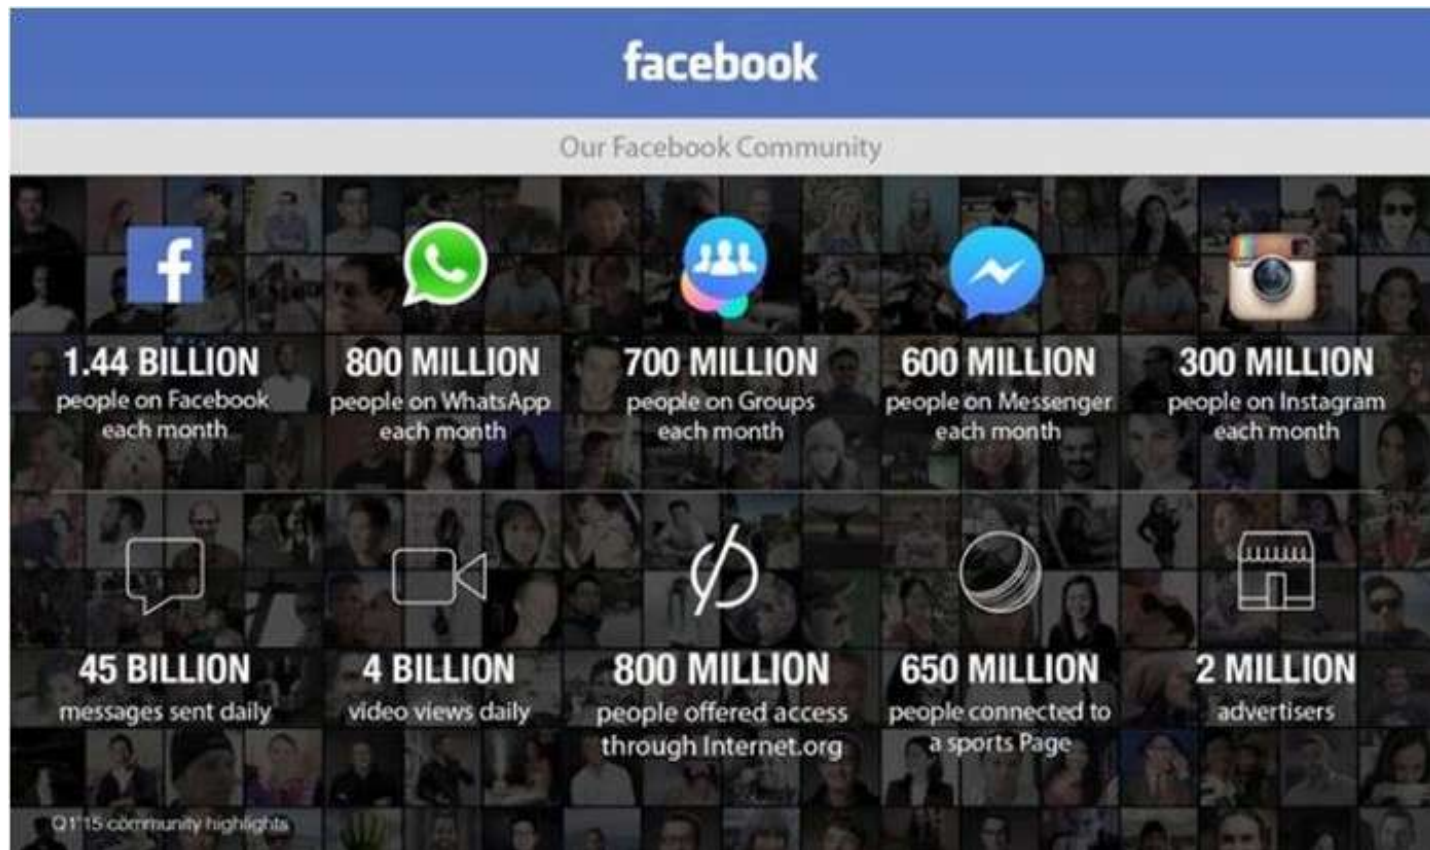 facebook
Our Facebook Community
1.44 BILLION
people on Facebook
each month
800 MILLION
people on WhatsApp
each month
700 MILLION
people on Groups
each month
600 MILLION
people on Messenger
each month
300 MILLION
people on Instagram
each month
45 BILLION
messages sent daily
4 BILLION
video views daily
800 MILLION
people offered access
through Internet.org
650 MILLION
people connected to
a sports Page
2 MILLION
advertisers
Q1'15 community highlights